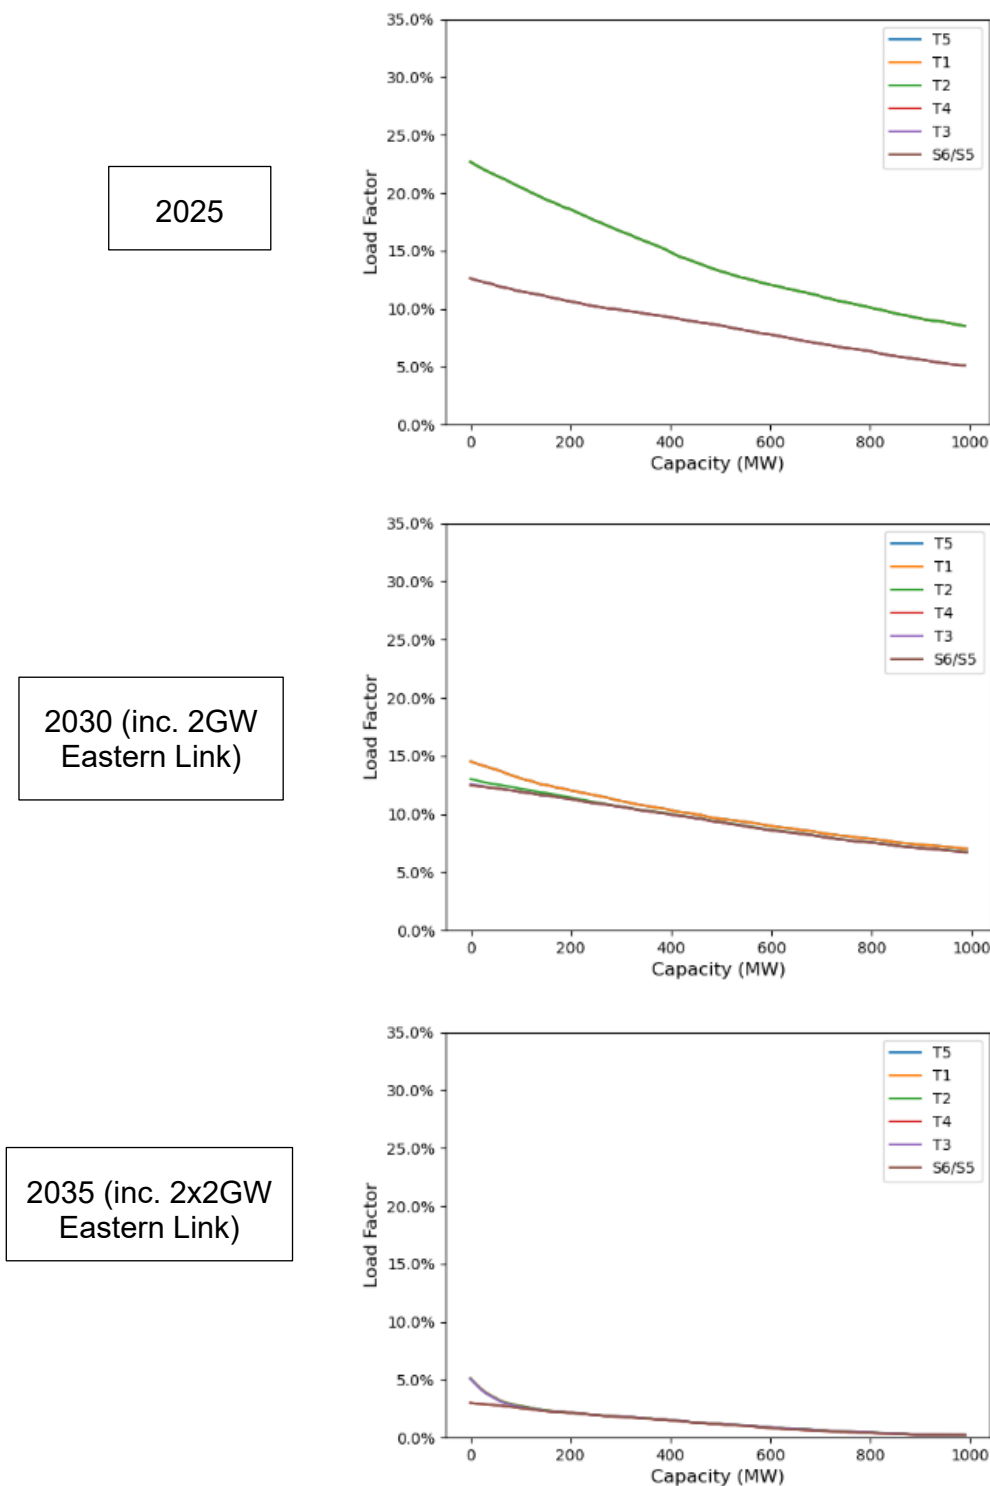 2025
35.0%
30.0%
25.0%
20.0%
15.0%
10.0%
5.0%
0.0%
Load Factor
0 200 400 600 800 1000
Capacity (MW)
T5
T1
T2
T4
T3
S6/S5
2030 (inc. 2GW
Eastern Link)
35.0%
30.0%
25.0%
20.0%
15.0%
10.0%
5.0%
0.0%
Load Factor
0 200 400 600 800 1000
Capacity (MW)
T5
T1
T2
T4
T3
S6/S5
2035 (inc. 2x2GW
Eastern Link)
35.0%
30.0%
25.0%
20.0%
15.0%
10.0%
5.0%
0.0%
Load Factor
0 200 400 600 800 1000
Capacity (MW)
T5
T1
T2
T4
T3
S6/S5